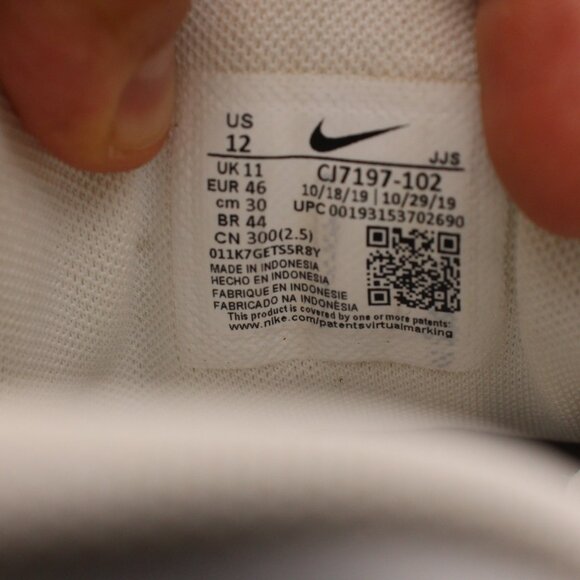 US
12
JJS
UK 11
EUR 46
cm 30
BR 44
CN 300(2.5)
CJ7197-102
10/18/19 | 10/29/19
UPC 00193153702690
011K7GETS5R8Y
MADE IN INDONESIA
HECHO EN INDONESIA
FABRIQUE EN INDONESIE
FABRICADO NA INDONÉSIA
This product is covered by one or more patents:
www.nike.com/patentsvirtualmarking